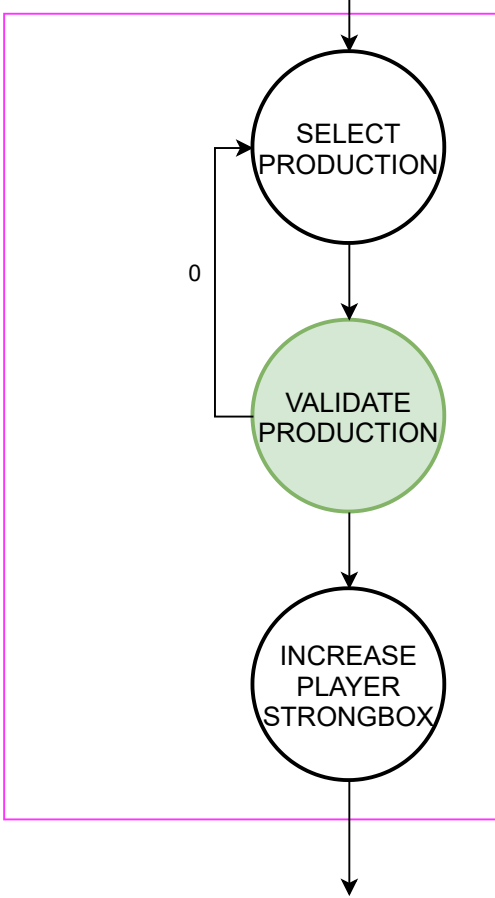 SELECT
PRODUCTION
0
VALIDATE
PRODUCTION
INCREASE
PLAYER
STRONGBOX